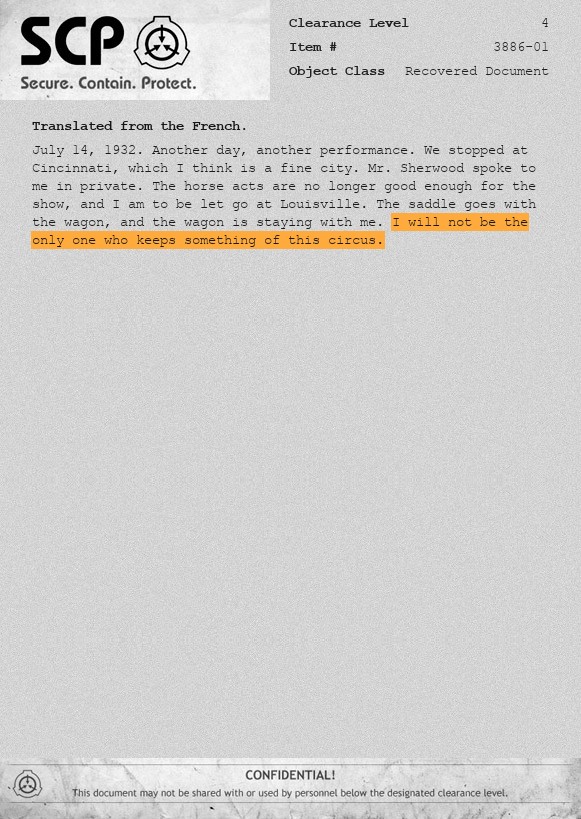 SCP
Secure. Contain. Protect.
Clearance Level 4
Item # 3886-01
Object Class Recovered Document
Translated from the French.
July 14, 1932. Another day, another performance. We stopped at
Cincinnati, which I think is a fine city. Mr. Sherwood spoke to
me in private. The horse acts are no longer good enough for the
show, and I am to be let go at Louisville. The saddle goes with
the wagon, and the wagon is staying with me. I will not be the
only one who keeps something of this circus.
CONFIDENTIAL!
This document may not be shared with or used by personnel below the designated clearance level.